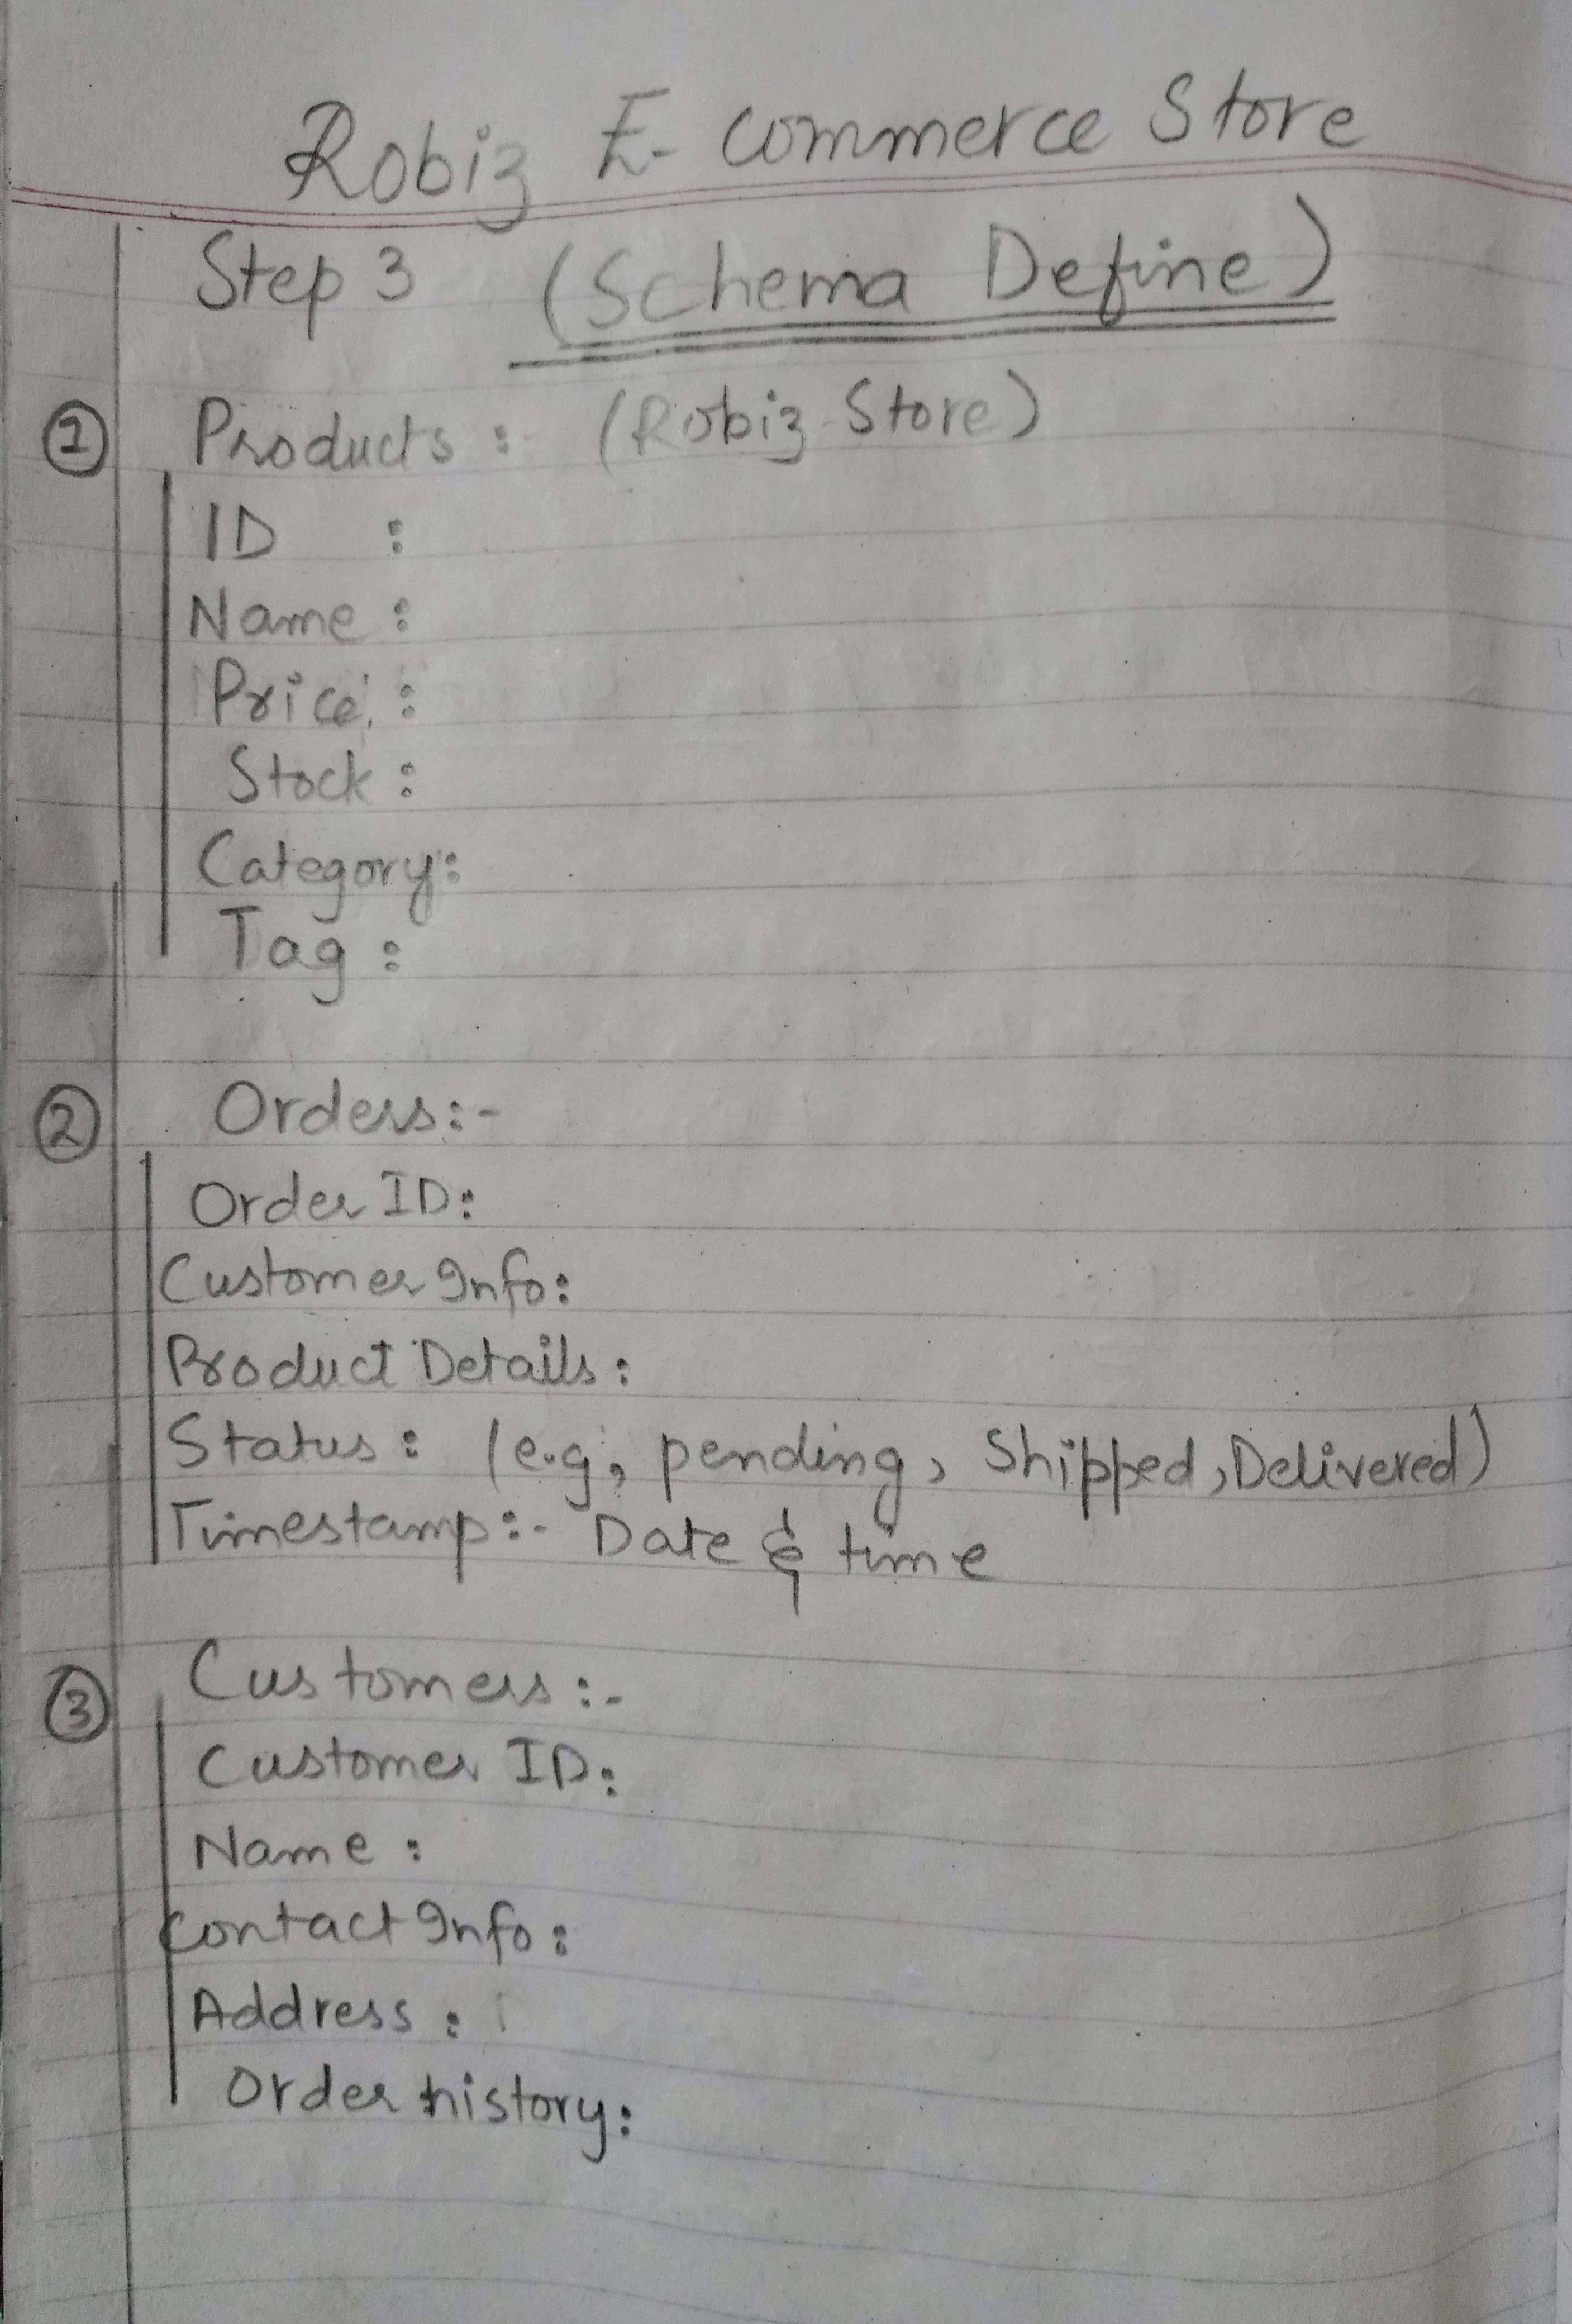 Robiz E-Commerce Store
Step 3 (Schema Define)
① Products :- (Robiz Store)
ID :
Name :
Price :
Stock :
Category:
Tag :
② Orders:-
Order ID:
Customer Info:
Product Details :
Status : (e.g, pending, Shipped, Delivered)
Timestamp:- Date & time
③ Customers :-
Customer ID:
Name :
Contact Info :
Address :
Order history: